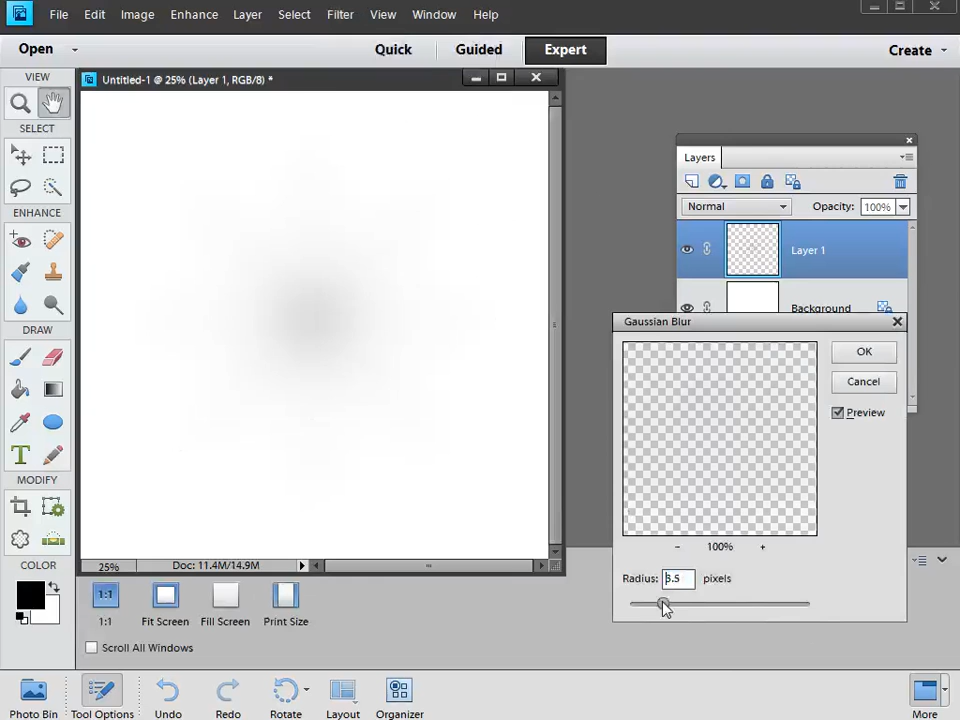 File Edit Image Enhance Layer Select Filter View Window Help
Open Quick Guided Expert Create
VIEW
Untitled-1 @ 25% (Layer 1, RGB/8) *
SELECT
Layers
Normal Opacity: 100%
ENHANCE
Layer 1
Background
Gaussian Blur
DRAW
OK
Cancel
Preview
T
MODIFY
100%
COLOR
25% Doc: 11.4M/14.9M
Radius: 3.5 pixels
1:1
1:1 Fit Screen Fill Screen Print Size
Scroll All Windows
Photo Bin Tool Options Undo Redo Rotate Layout Organizer More